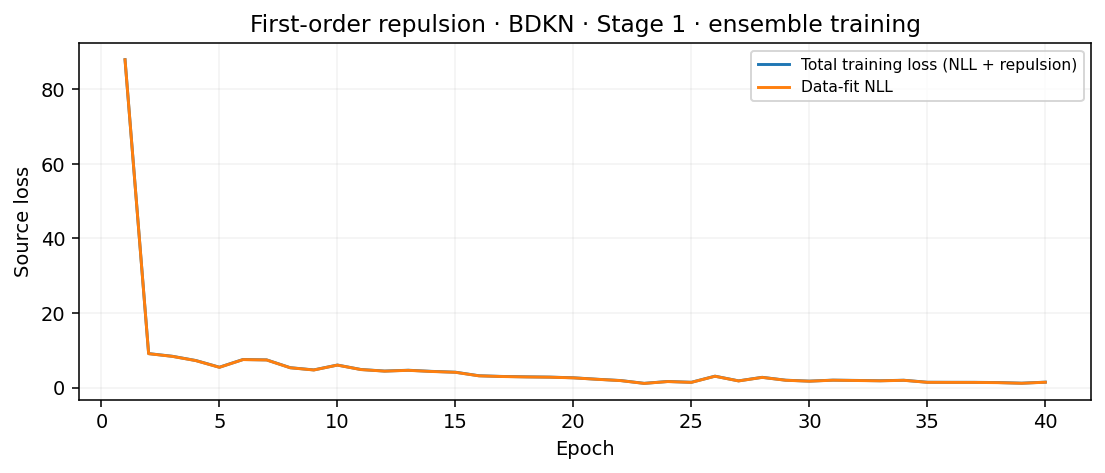 First-order repulsion · BDKN · Stage 1 · ensemble training
Total training loss (NLL + repulsion)
Data-fit NLL
Source loss
80
60
40
20
0
0 5 10 15 20 25 30 35 40
Epoch